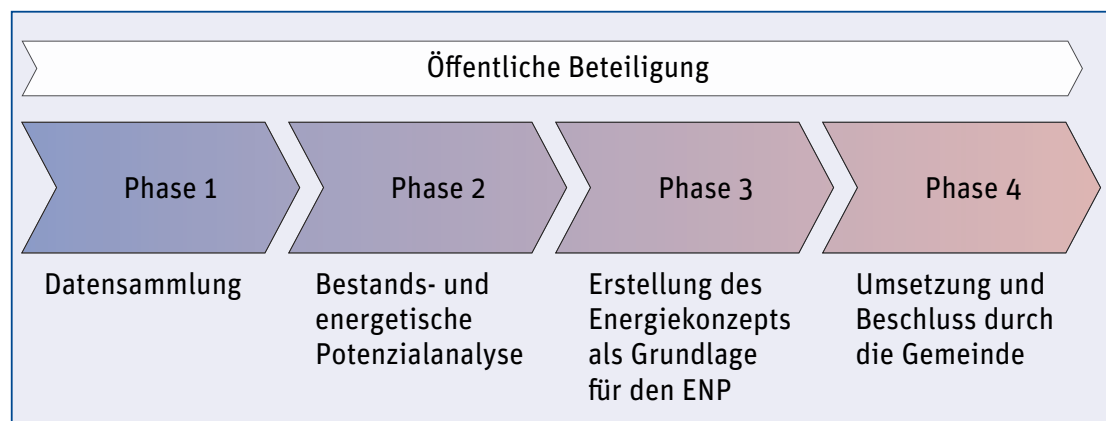 Öffentliche Beteiligung
Phase 1
Phase 2
Phase 3
Phase 4
Datensammlung
Bestands- und
energetische
Potenzialanalyse
Erstellung des
Energiekonzepts
als Grundlage
für den ENP
Umsetzung und
Beschluss durch
die Gemeinde